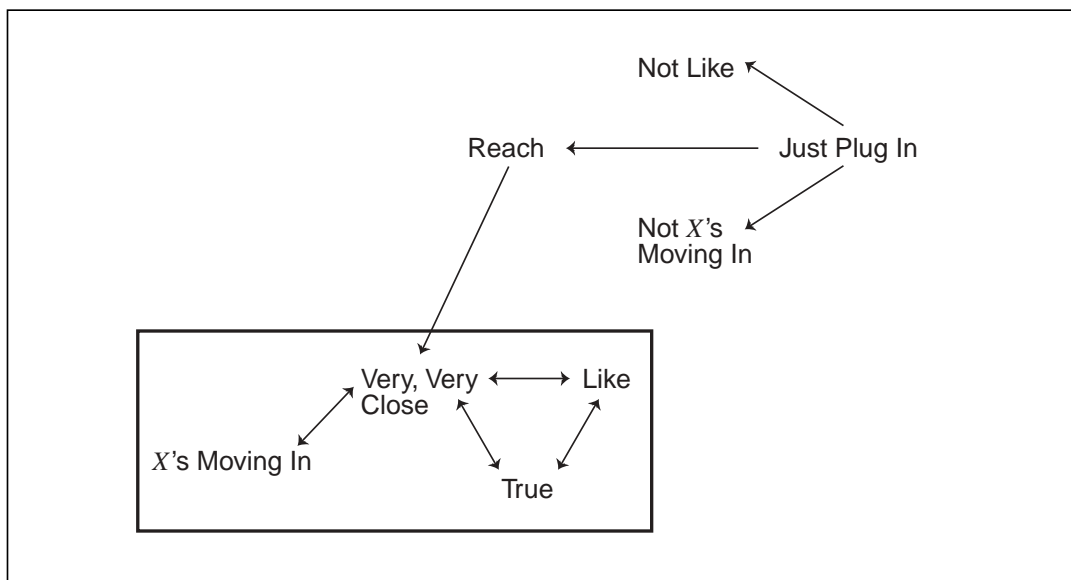 Not Like
Reach
Just Plug In
Not X's
Moving In
Very, Very
Close
Like
X's Moving In
True